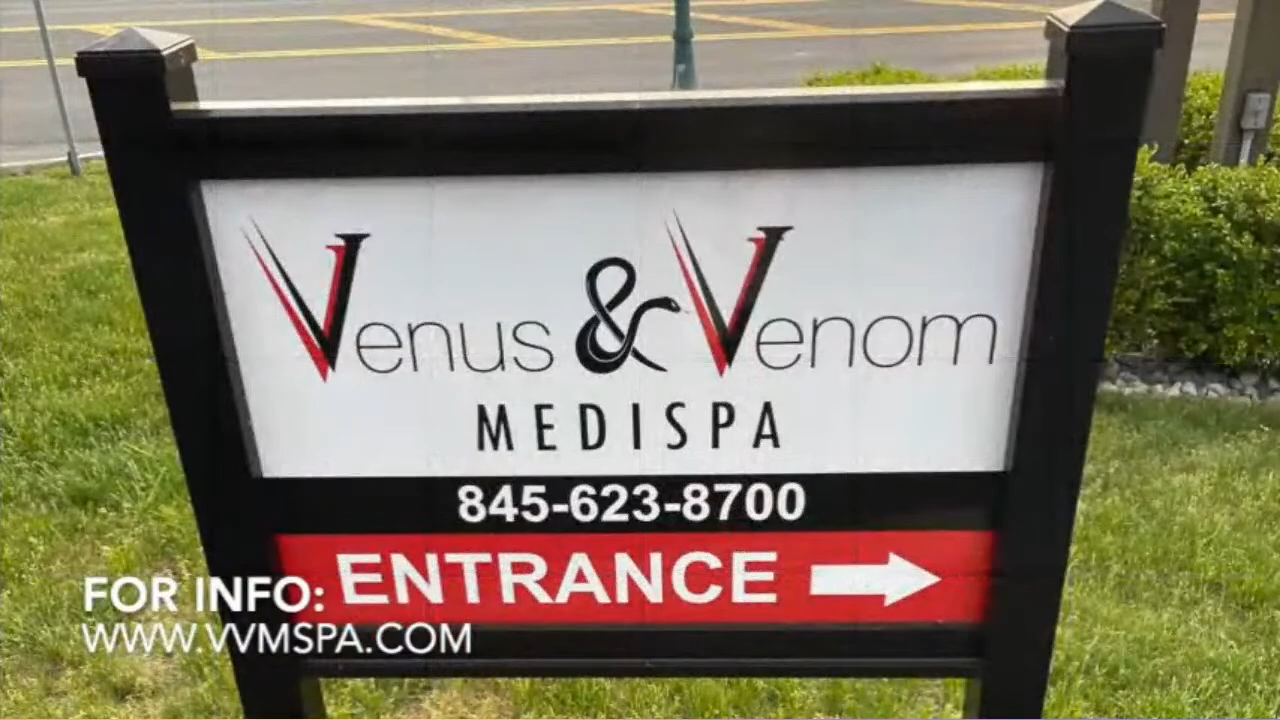 Venus & Venom
MEDISPA
845-623-8700
ENTRANCE
FOR INFO:
WWW.VVMSPA.COM